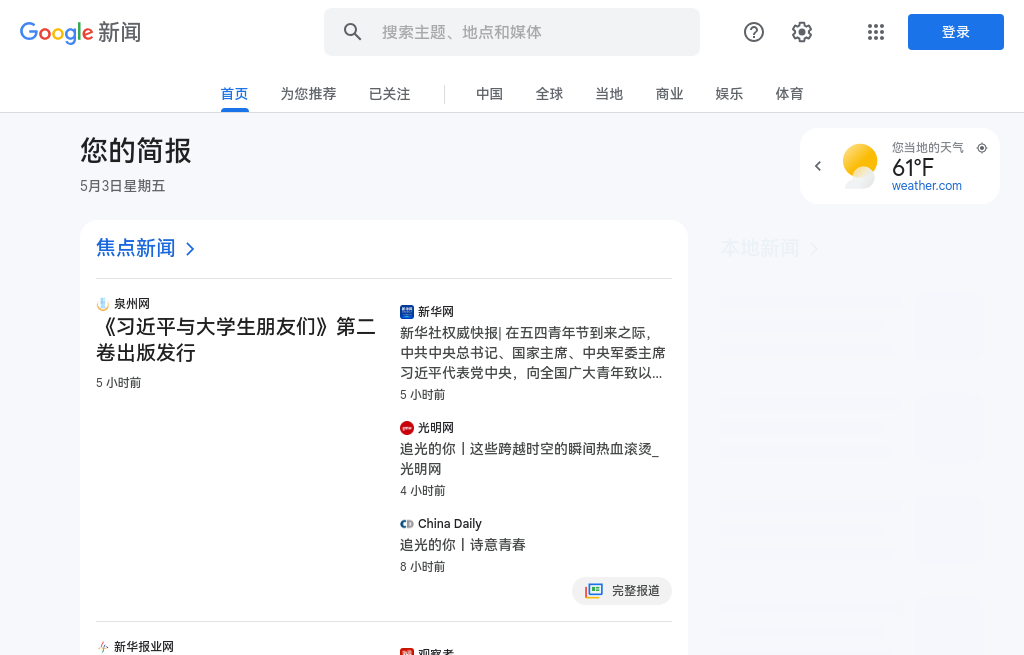 Google 新闻
搜索主题、地点和媒体
登录
首页
为您推荐
已关注
中国
全球
当地
商业
娱乐
体育
您的简报
5月3日星期五
您当地的天气
61°F
weather.com
焦点新闻
本地新闻
泉州网
《习近平与大学生朋友们》第二
卷出版发行
5 小时前
新华网
新华社权威快报| 在五四青年节到来之际，
中共中央总书记、国家主席、中央军委主席
习近平代表党中央，向全国广大青年致以...
5 小时前
光明网
追光的你丨这些跨越时空的瞬间热血滚烫_
光明网
4 小时前
China Daily
追光的你丨诗意青春
8 小时前
完整报道
新华报业网
观察者